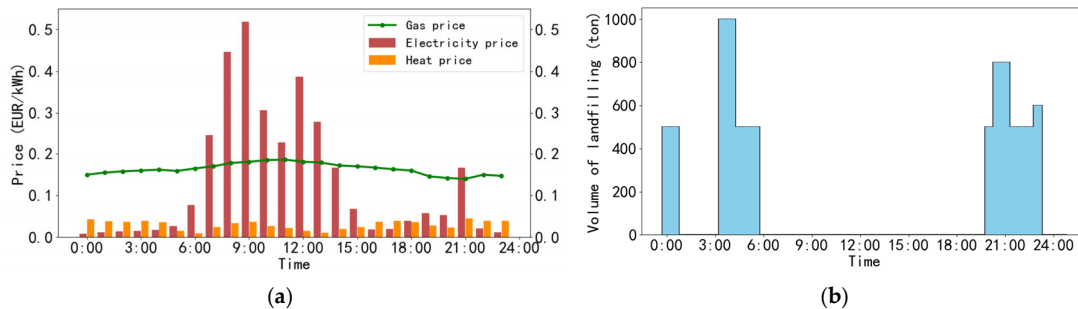 Gas price
Electricity price
Heat price
Price (EUR/kWh)
0.5
0.4
0.3
0.2
0.1
0.0
0.5
0.4
0.3
0.2
0.1
0.0
0:00 3:00 6:00 9:00 12:00 15:00 18:00 21:00 24:00
Time
(a)
Volume of landfilling (ton)
1000
800
600
400
200
0
0:00 3:00 6:00 9:00 12:00 15:00 18:00 21:00 24:00
Time
(b)